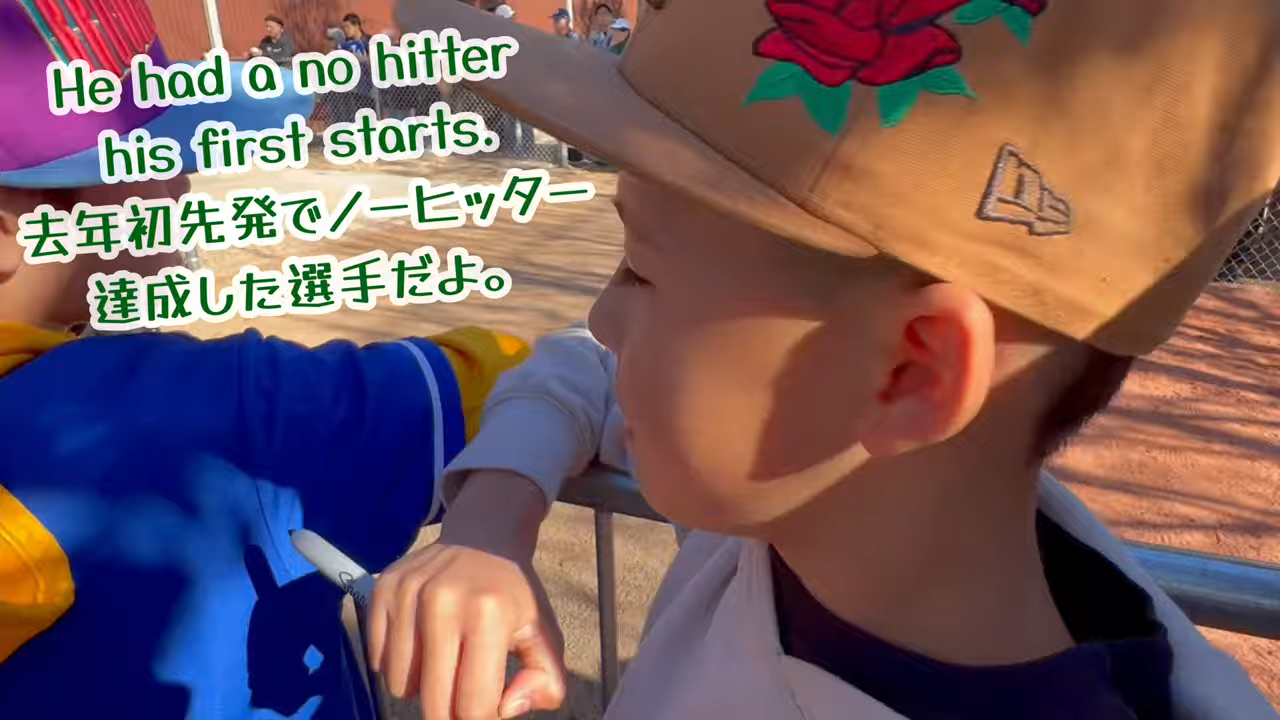 He had a no hitter
his first starts.
去年初先発でノーヒッター
達成した選手だよ。